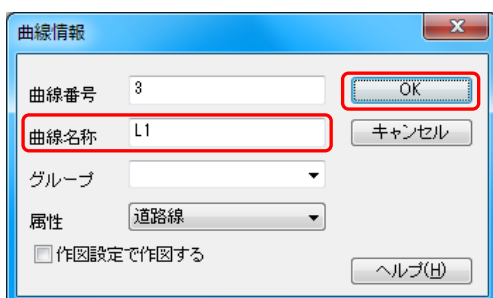 曲線情報
曲線番号 3 OK
曲線名称 L1 キャンセル
グループ
属性 道路線
作図設定で作図する
ヘルプ(H)